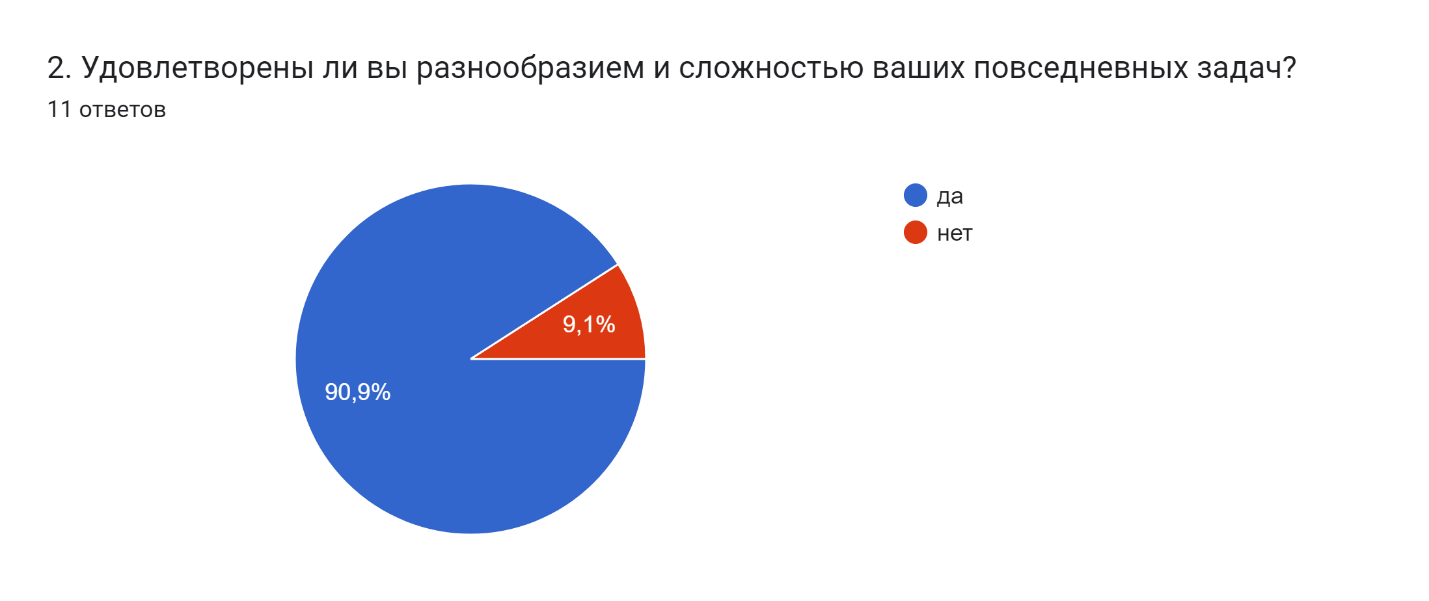 2. Удовлетворены ли вы разнообразием и сложностью ваших повседневных задач?
11 ответов
да
нет
9,1%
90,9%